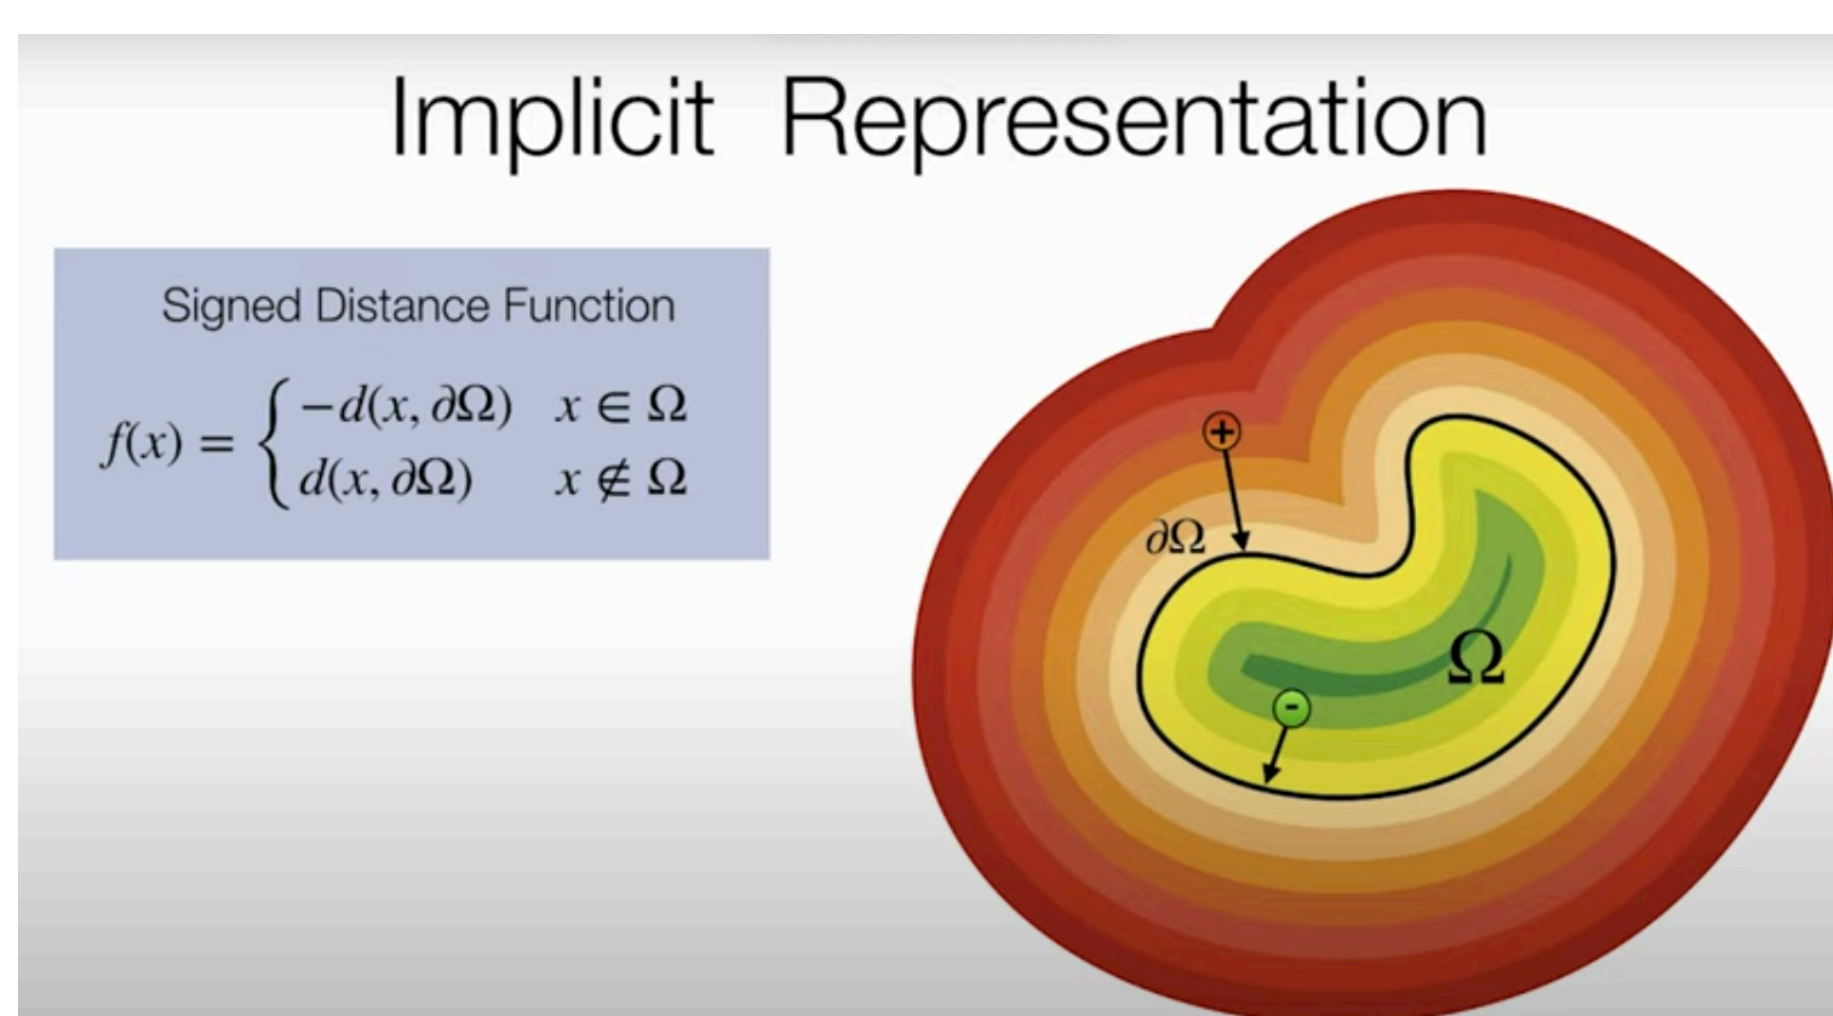 Implicit Representation
Signed Distance Function
f(x) = { −d(x, ∂Ω) x ∈ Ω
d(x, ∂Ω) x ∉ Ω
+
∂Ω
Ω
-